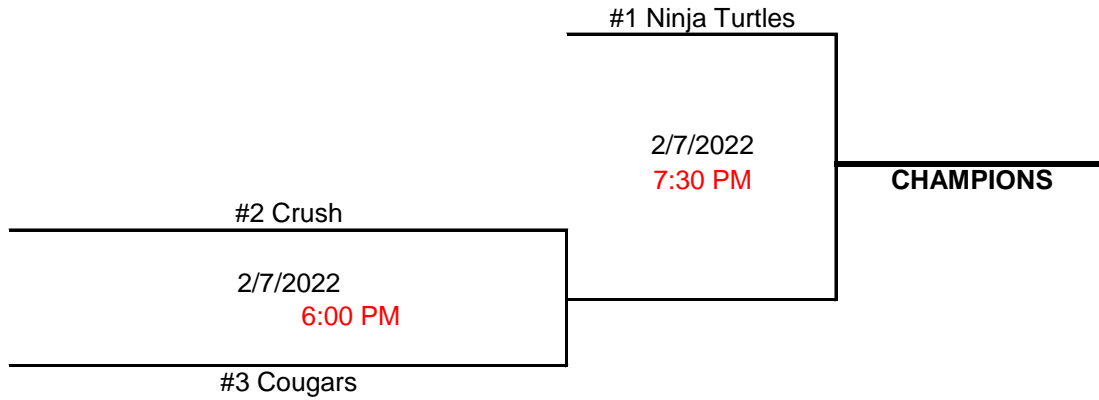 #1 Ninja Turtles
2/7/2022
7:30 PM
CHAMPIONS
#2 Crush
2/7/2022
6:00 PM
#3 Cougars